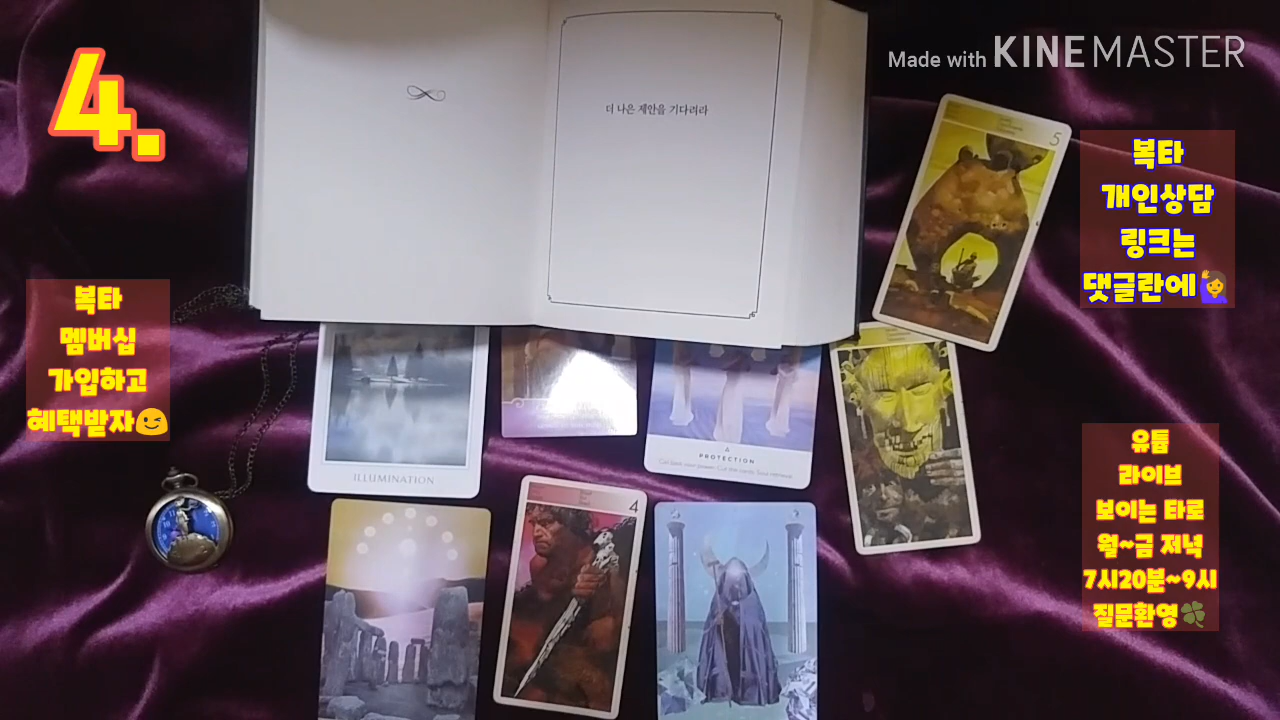 4.
Made with KINEMASTER
더 나은 제안을 기다려라
5
복타
개인상담
링크는
댓글란에🙋‍♀️
복타
멤버십
가입하고
혜택받자😉
ILLUMINATION
PROTECTION
4
유튭
라이브
보이는 타로
월~금 저녁
7시20분~9시
질문환영🍀